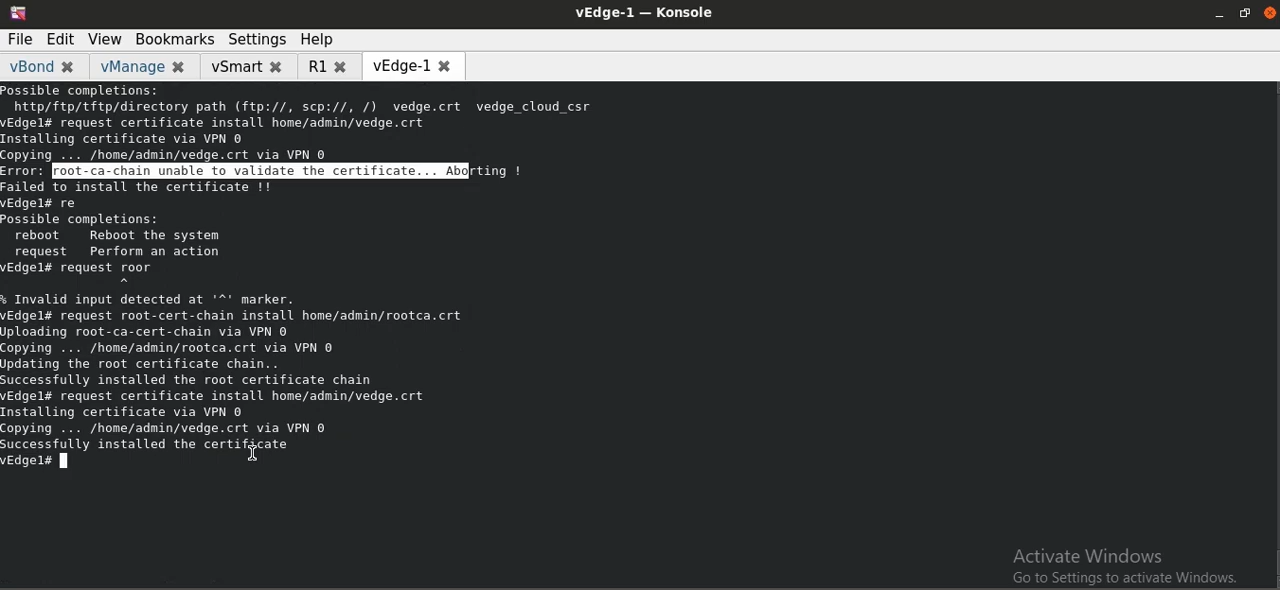 vEdge-1 — Konsole
File Edit View Bookmarks Settings Help
vBond vManage vSmart R1 vEdge-1
Possible completions:
  http/ftp/tftp/directory path (ftp://, scp://, /)  vedge.crt  vedge_cloud_csr
vEdge1# request certificate install home/admin/vedge.crt
Installing certificate via VPN 0
Copying ... /home/admin/vedge.crt via VPN 0
Error: root-ca-chain unable to validate the certificate... Aborting !
Failed to install the certificate !!
vEdge1# re
Possible completions:
  reboot    Reboot the system
  request   Perform an action
vEdge1# request roor
                ^
% Invalid input detected at '^' marker.
vEdge1# request root-cert-chain install home/admin/rootca.crt
Uploading root-ca-cert-chain via VPN 0
Copying ... /home/admin/rootca.crt via VPN 0
Updating the root certificate chain..
Successfully installed the root certificate chain
vEdge1# request certificate install home/admin/vedge.crt
Installing certificate via VPN 0
Copying ... /home/admin/vedge.crt via VPN 0
Successfully installed the certificate
vEdge1#
Activate Windows
Go to Settings to activate Windows.